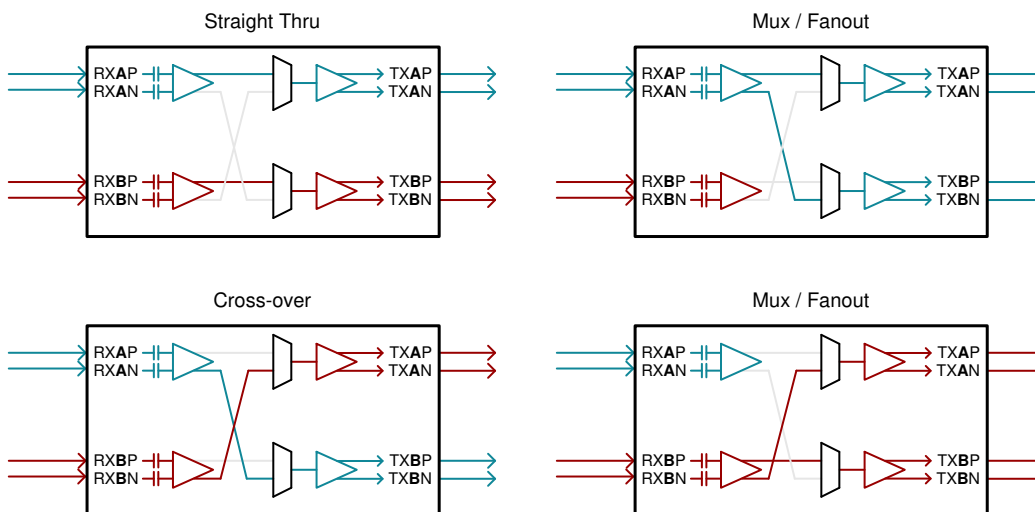 Straight Thru
RXAP
RXAN
TXAP
TXAN
RXBP
RXBN
TXBP
TXBN
Mux / Fanout
RXAP
RXAN
TXAP
TXAN
RXBP
RXBN
TXBP
TXBN
Cross-over
RXAP
RXAN
TXAP
TXAN
RXBP
RXBN
TXBP
TXBN
Mux / Fanout
RXAP
RXAN
TXAP
TXAN
RXBP
RXBN
TXBP
TXBN